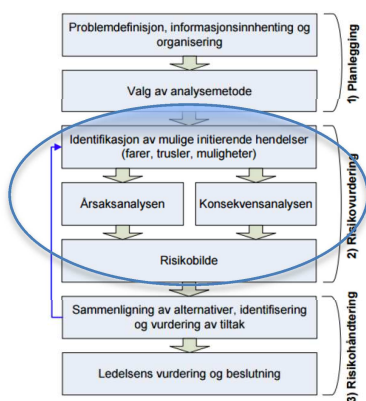 Problemdefinisjon, informasjonsinnhenting og
organisering
Valg av analysemetode
1) Planlegging
Identifikasjon av mulige initierende hendelser
(farer, trusler, muligheter)
Årsaksanalysen
Konsekvensanalysen
Risikobilde
2) Risikovurdering
Sammenligning av alternativer, identifisering
og vurdering av tiltak
Ledelsens vurdering og beslutning
3) Risikohåndtering